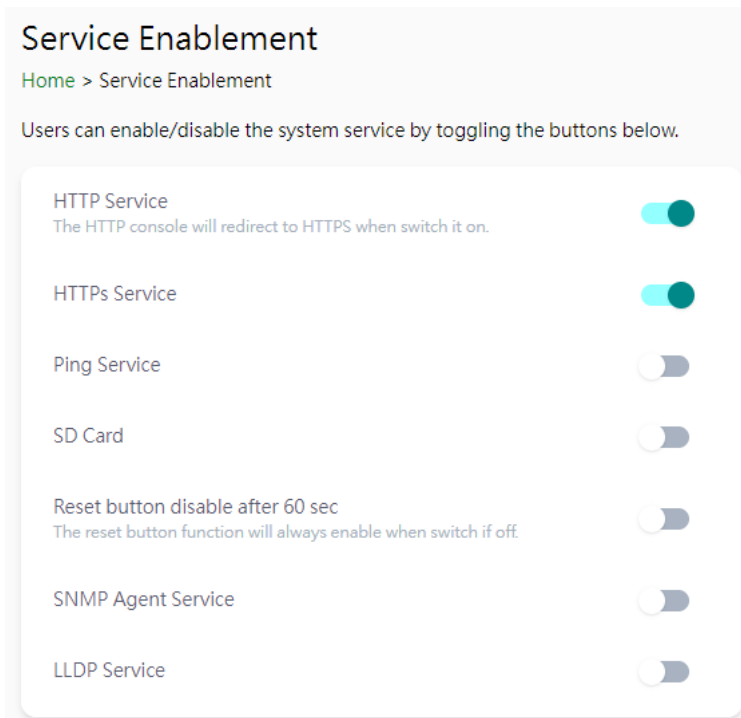 Service Enablement
Home > Service Enablement
Users can enable/disable the system service by toggling the buttons below.
HTTP Service
The HTTP console will redirect to HTTPS when switch it on.
HTTPs Service
Ping Service
SD Card
Reset button disable after 60 sec
The reset button function will always enable when switch if off.
SNMP Agent Service
LLDP Service